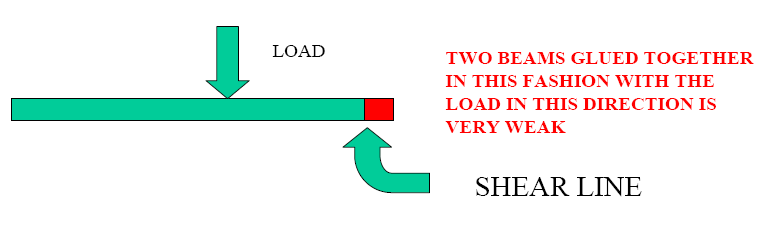 LOAD
TWO BEAMS GLUED TOGETHER
IN THIS FASHION WITH THE
LOAD IN THIS DIRECTION IS
VERY WEAK
SHEAR LINE